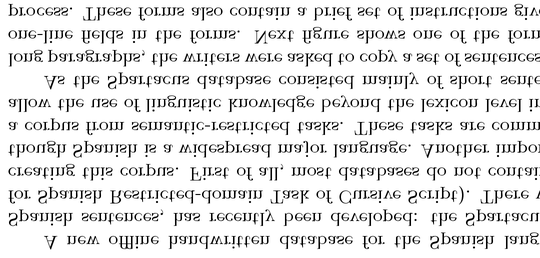 A new offline handwritten database for the Spanish lang
Spanish sentences, has recently been developed: the Spartacu
for Spanish Restricted-domain Task of Cursive Script). There
creating this corpus. First of all, most databases do not contai
though Spanish is a widespread major language. Another impor
a corpus from semantic-restricted tasks. These tasks are comm
allow the use of linguistic knowledge beyond the lexicon level in
As the Spartacus database consisted mainly of short sente
long paragraphs, the writers were asked to copy a set of sentences
one-line fields in the forms. Next figure shows one of the form
process. These forms also contain a brief set of instructions giv